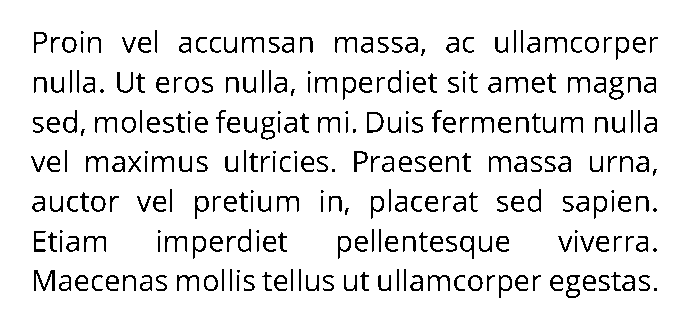 Proin vel accumsan massa, ac ullamcorper
nulla. Ut eros nulla, imperdiet sit amet magna
sed, molestie feugiat mi. Duis fermentum nulla
vel maximus ultricies. Praesent massa urna,
auctor vel pretium in, placerat sed sapien.
Etiam imperdiet pellentesque viverra.
Maecenas mollis tellus ut ullamcorper egestas.